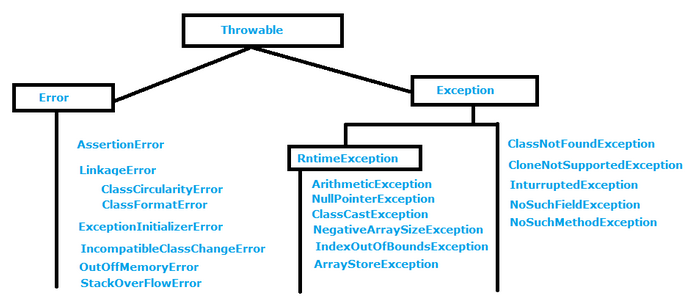 Throwable
Error
Exception
AssertionError
LinkageError
ClassCircularityError
ClassFormatError
ExceptionInitializerError
IncompatibleClassChangeError
OutOffMemoryError
StackOverFlowError
RntimeException
ArithmeticException
NullPointerException
ClassCastException
NegativeArraySizeException
IndexOutOfBoundsException
ArrayStoreException
ClassNotFoundException
CloneNotSupportedException
InturruptedException
NoSuchFieldException
NoSuchMethodException